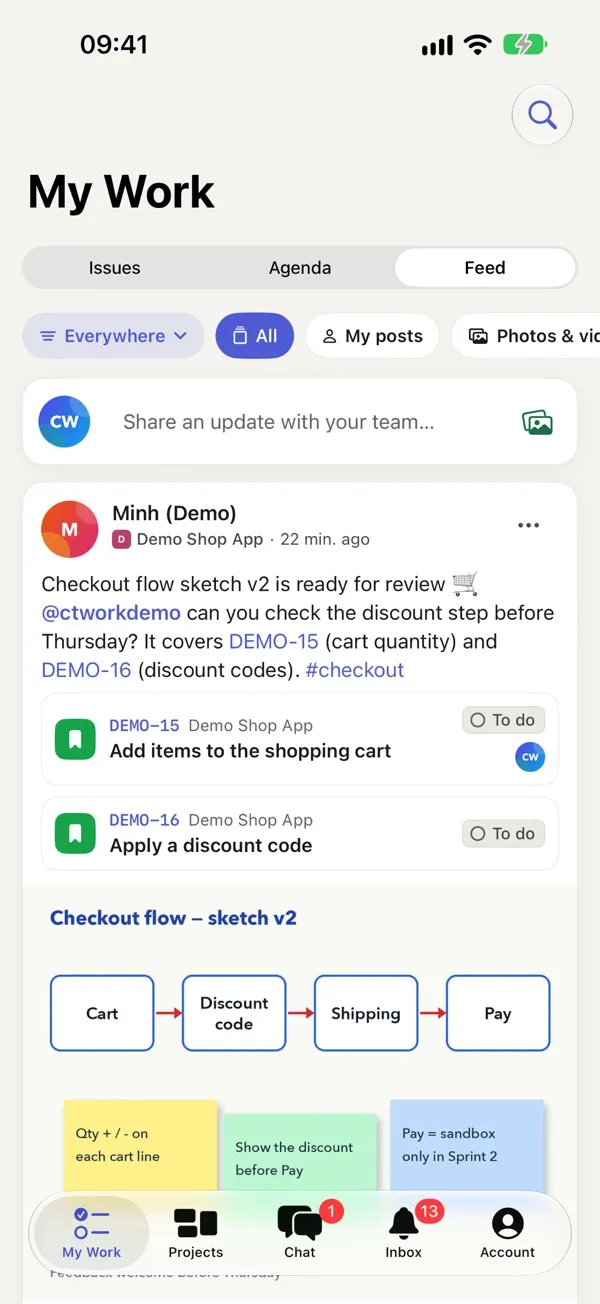 09:41
My Work
Issues
Agenda
Feed
Everywhere
All
My posts
Photos & vid
CW
Share an update with your team...
M
Minh (Demo)
D Demo Shop App · 22 min. ago
Checkout flow sketch v2 is ready for review
@ctworkdemo can you check the discount step before
Thursday? It covers DEMO-15 (cart quantity) and
DEMO-16 (discount codes). #checkout
DEMO-15 Demo Shop App
To do
Add items to the shopping cart
CW
DEMO-16 Demo Shop App
To do
Apply a discount code
Checkout flow – sketch v2
Cart
Discount
code
Shipping
Pay
Qty + / - on
each cart line
Show the discount
before Pay
Pay = sandbox
only in Sprint 2
1
13
My Work
Projects
Chat
Inbox
Account
Feedback welcome before Thursday